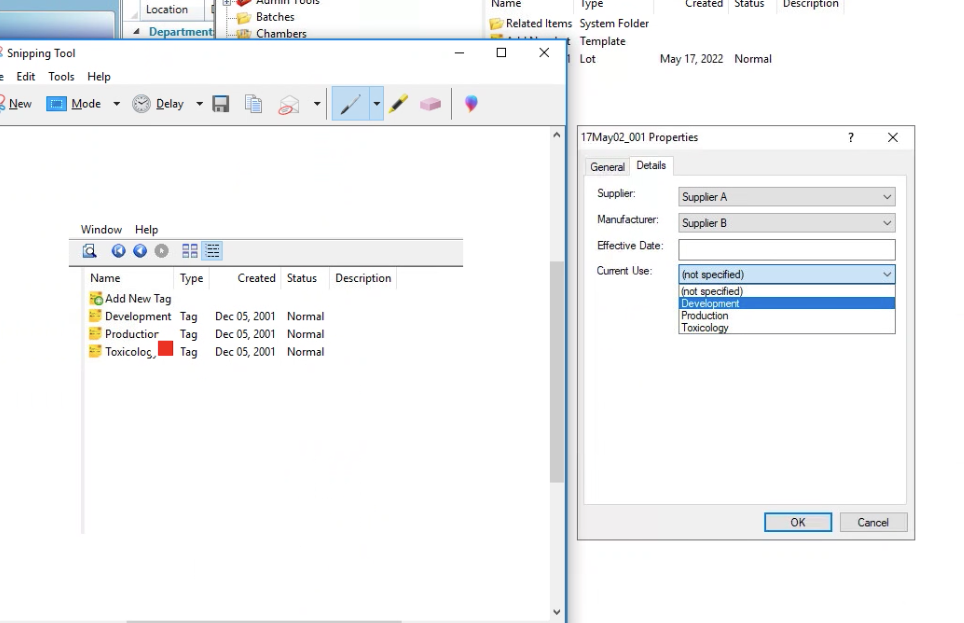 Location
Department
Admin Tools
Batches
Chambers
Name Type Created Status Description
Related Items System Folder
Template
Lot May 17, 2022 Normal
Snipping Tool
Edit Tools Help
New Mode Delay
Window Help
Name Type Created Status Description
Add New Tag
Development Tag Dec 05, 2001 Normal
Production Tag Dec 05, 2001 Normal
Tag Dec 05, 2001 Normal
17May02_001 Properties
?
General Details
Supplier: Supplier A
Manufacturer: Supplier B
Effective Date:
Current Use: (not specified)
(not specified)
Development
Production
Toxicology
OK Cancel